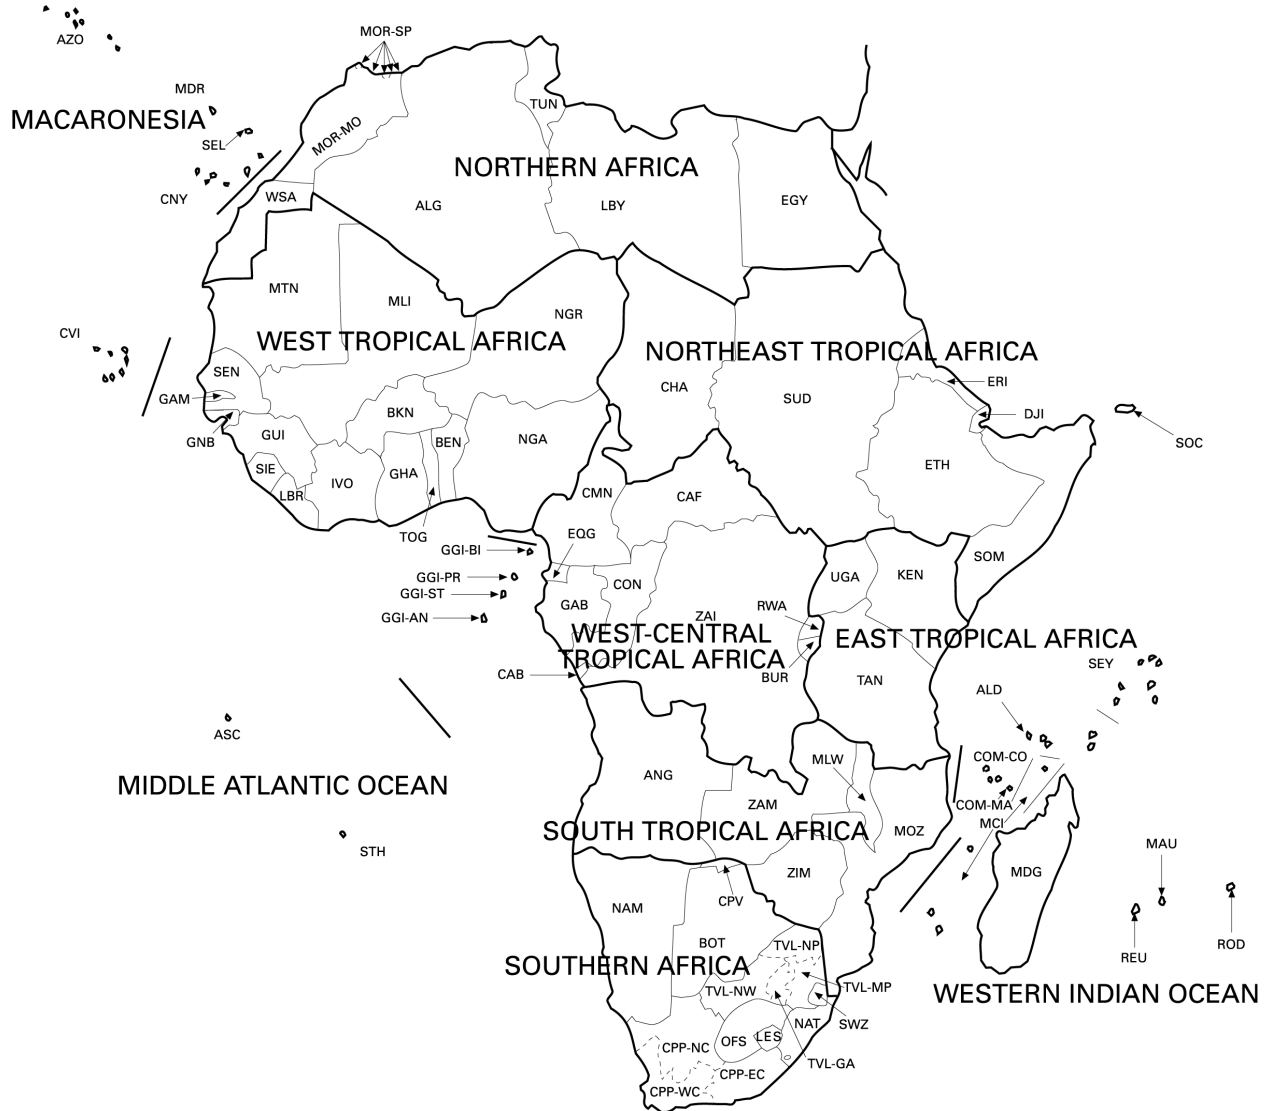 MOR-SP
AZO
MDR
TUN
MACARONESIA
MOR-MO
SEL
NORTHERN AFRICA
CNY
WSA
ALG
LBY
EGY
MTN
MLI
NGR
CVI
WEST TROPICAL AFRICA
NORTHEAST TROPICAL AFRICA
SEN
ERI
CHA
SUD
GAM
BKN
DJI
GNB
GUI
BEN
NGA
SOC
SIE
GHA
ETH
IVO
LBR
CMN
CAF
TOG
EQG
GGI-BI
SOM
GGI-PR
UGA
KEN
CON
GGI-ST
GAB
RWA
GGI-AN
ZAI
WEST-CENTRAL
TROPICAL AFRICA
EAST TROPICAL AFRICA
SEY
CAB
BUR
TAN
ALD
ASC
COM-CO
MLW
ANG
MIDDLE ATLANTIC OCEAN
ZAM
COM-MA
MCI
SOUTH TROPICAL AFRICA
MOZ
STH
MAU
ZIM
MDG
CPV
NAM
BOT
TVL-NP
ROD
REU
SOUTHERN AFRICA
TVL-NW
TVL-MP
WESTERN INDIAN OCEAN
NAT
SWZ
OFS
LES
CPP-NC
TVL-GA
CPP-EC
CPP-WC